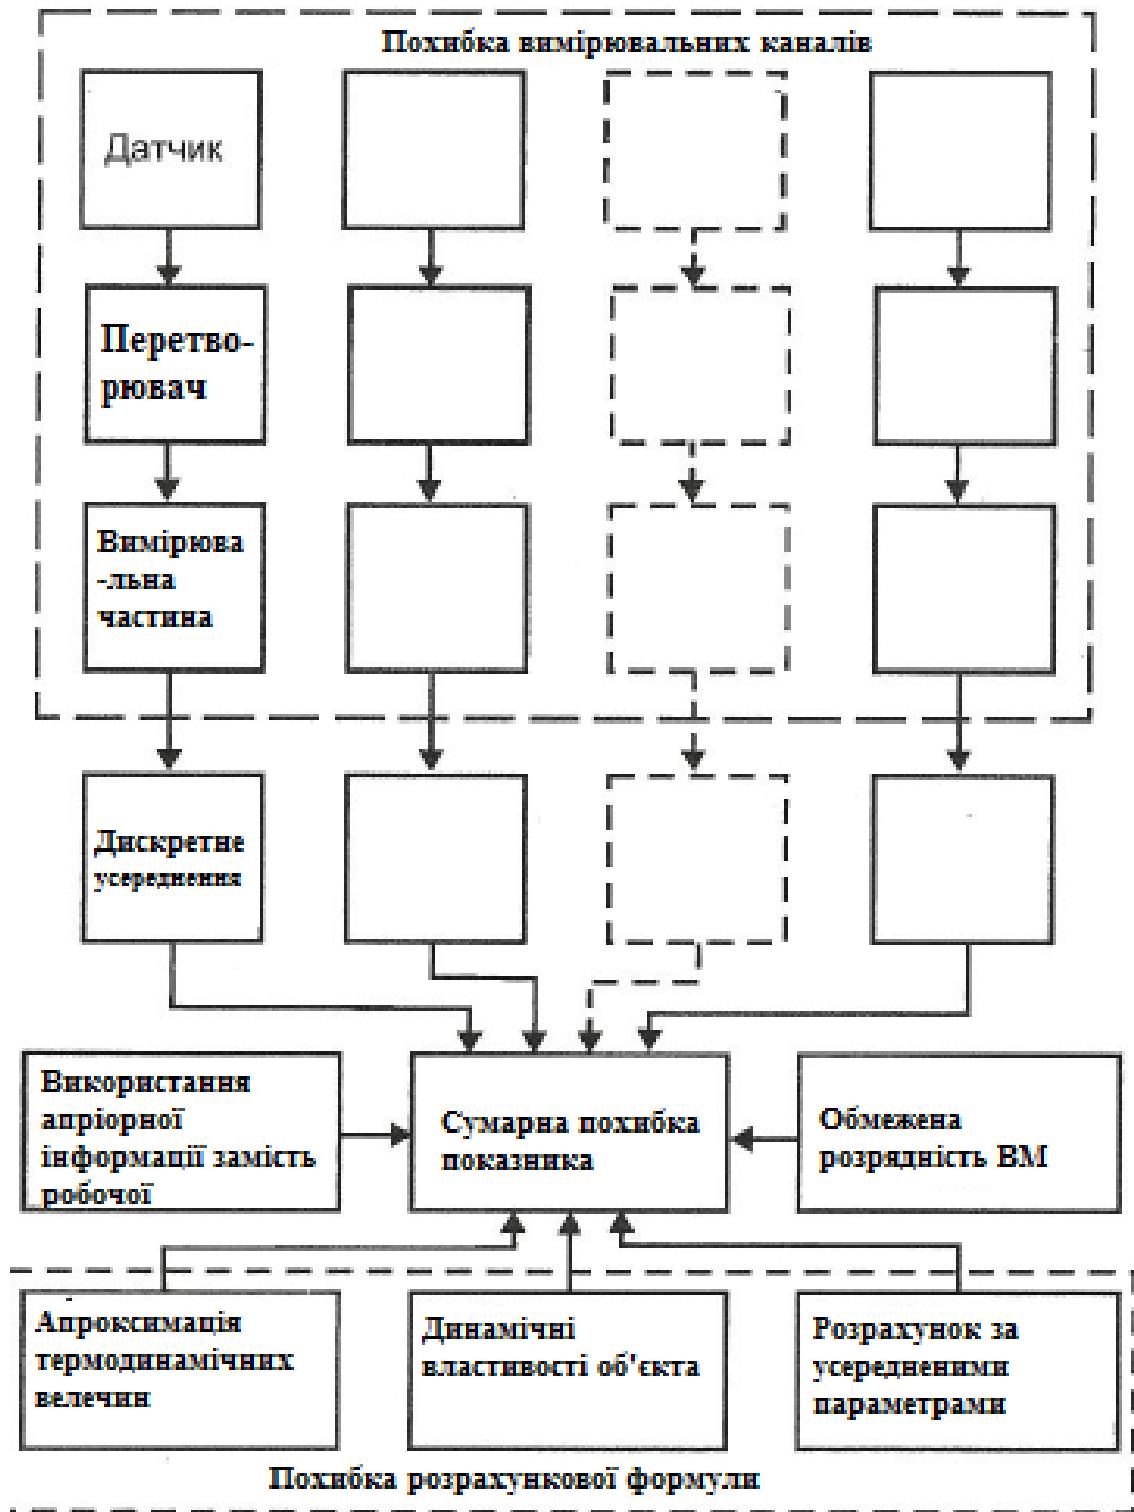 Похибка вимірювальних каналів
Датчик
Перетво-
рювач
Вимірюва
-льна
частина
Дискретне
усереднення
Використання
апріорної
інформації замість
робочої
Сумарна похибка
показника
Обмежена
розрядність ВМ
Апроксимація
термодинамічних
велечин
Динамічні
властивості об'єкта
Розрахунок за
усередненими
параметрами
Похибка розрахункової формули